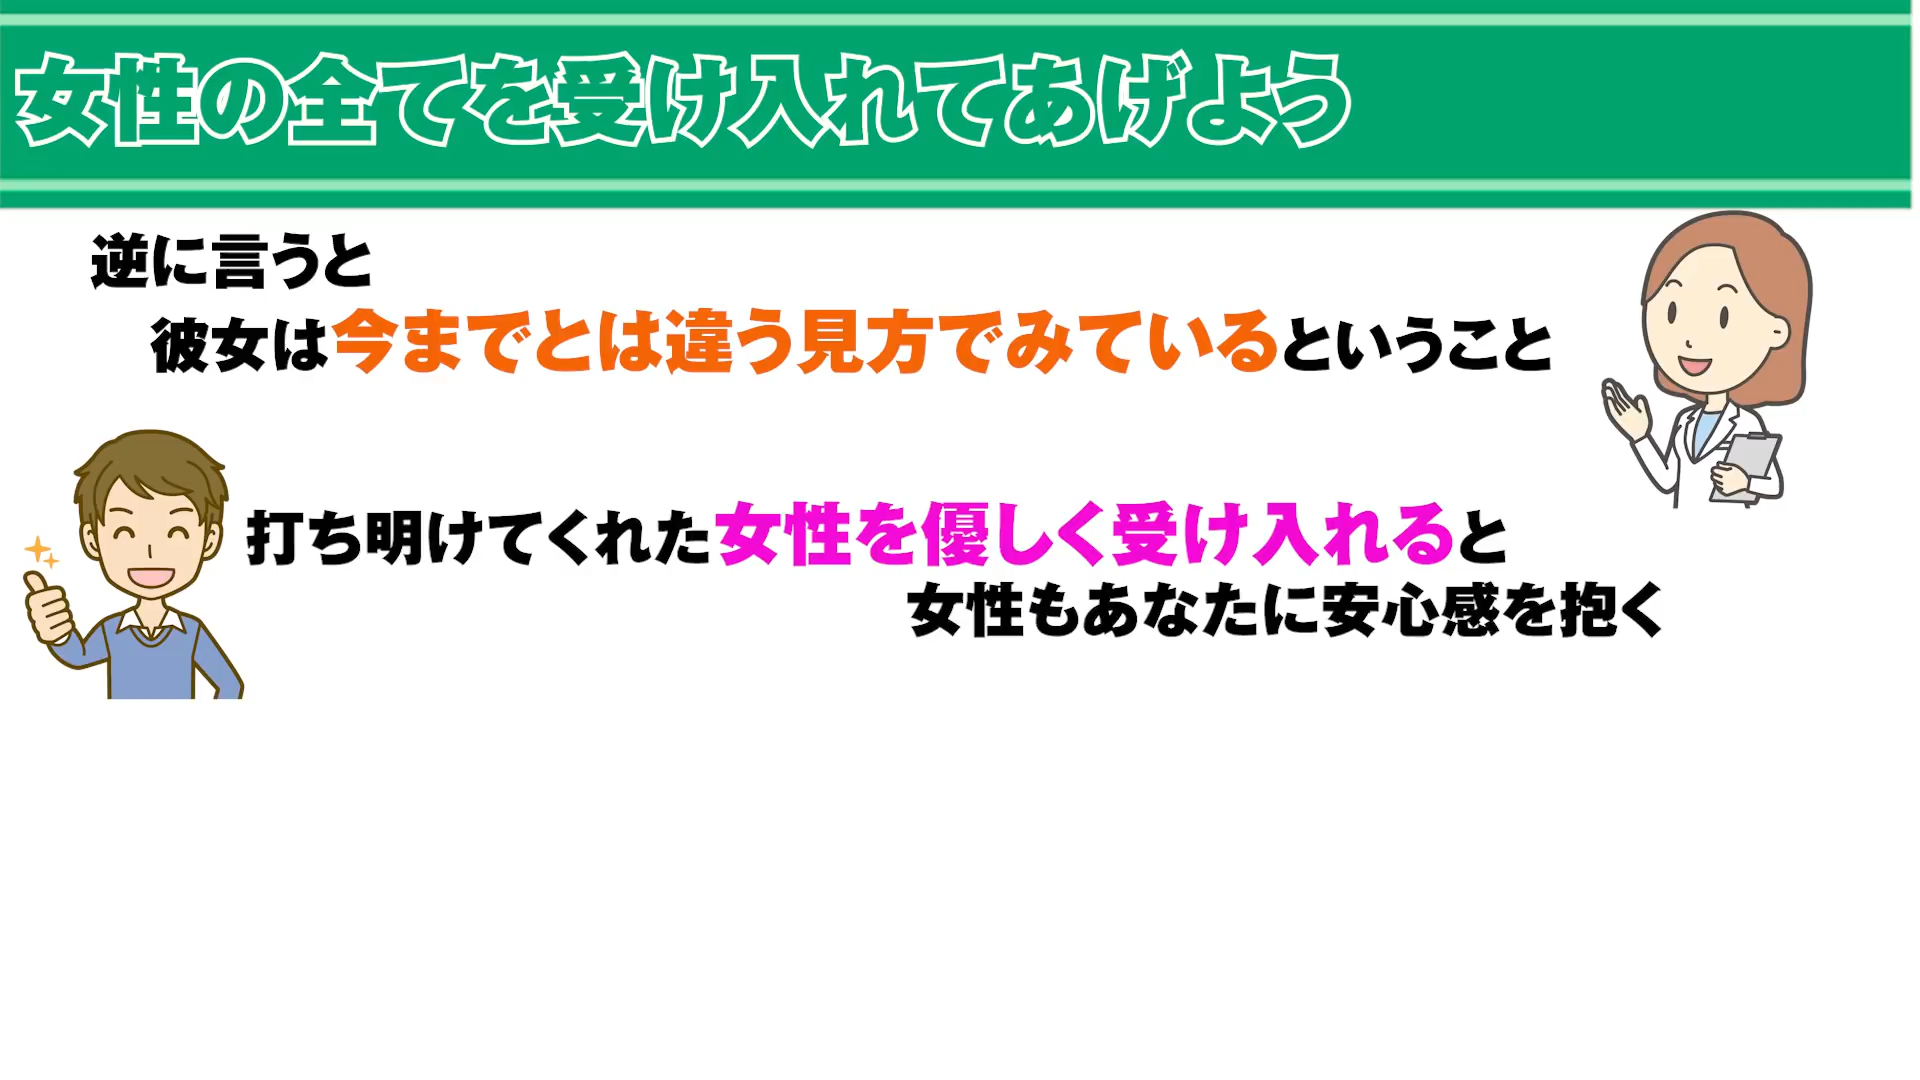 女性の全てを受け入れてあげよう
逆に言うと
彼女は今までとは違う見方でみているということ
打ち明けてくれた女性を優しく受け入れると
女性もあなたに安心感を抱く